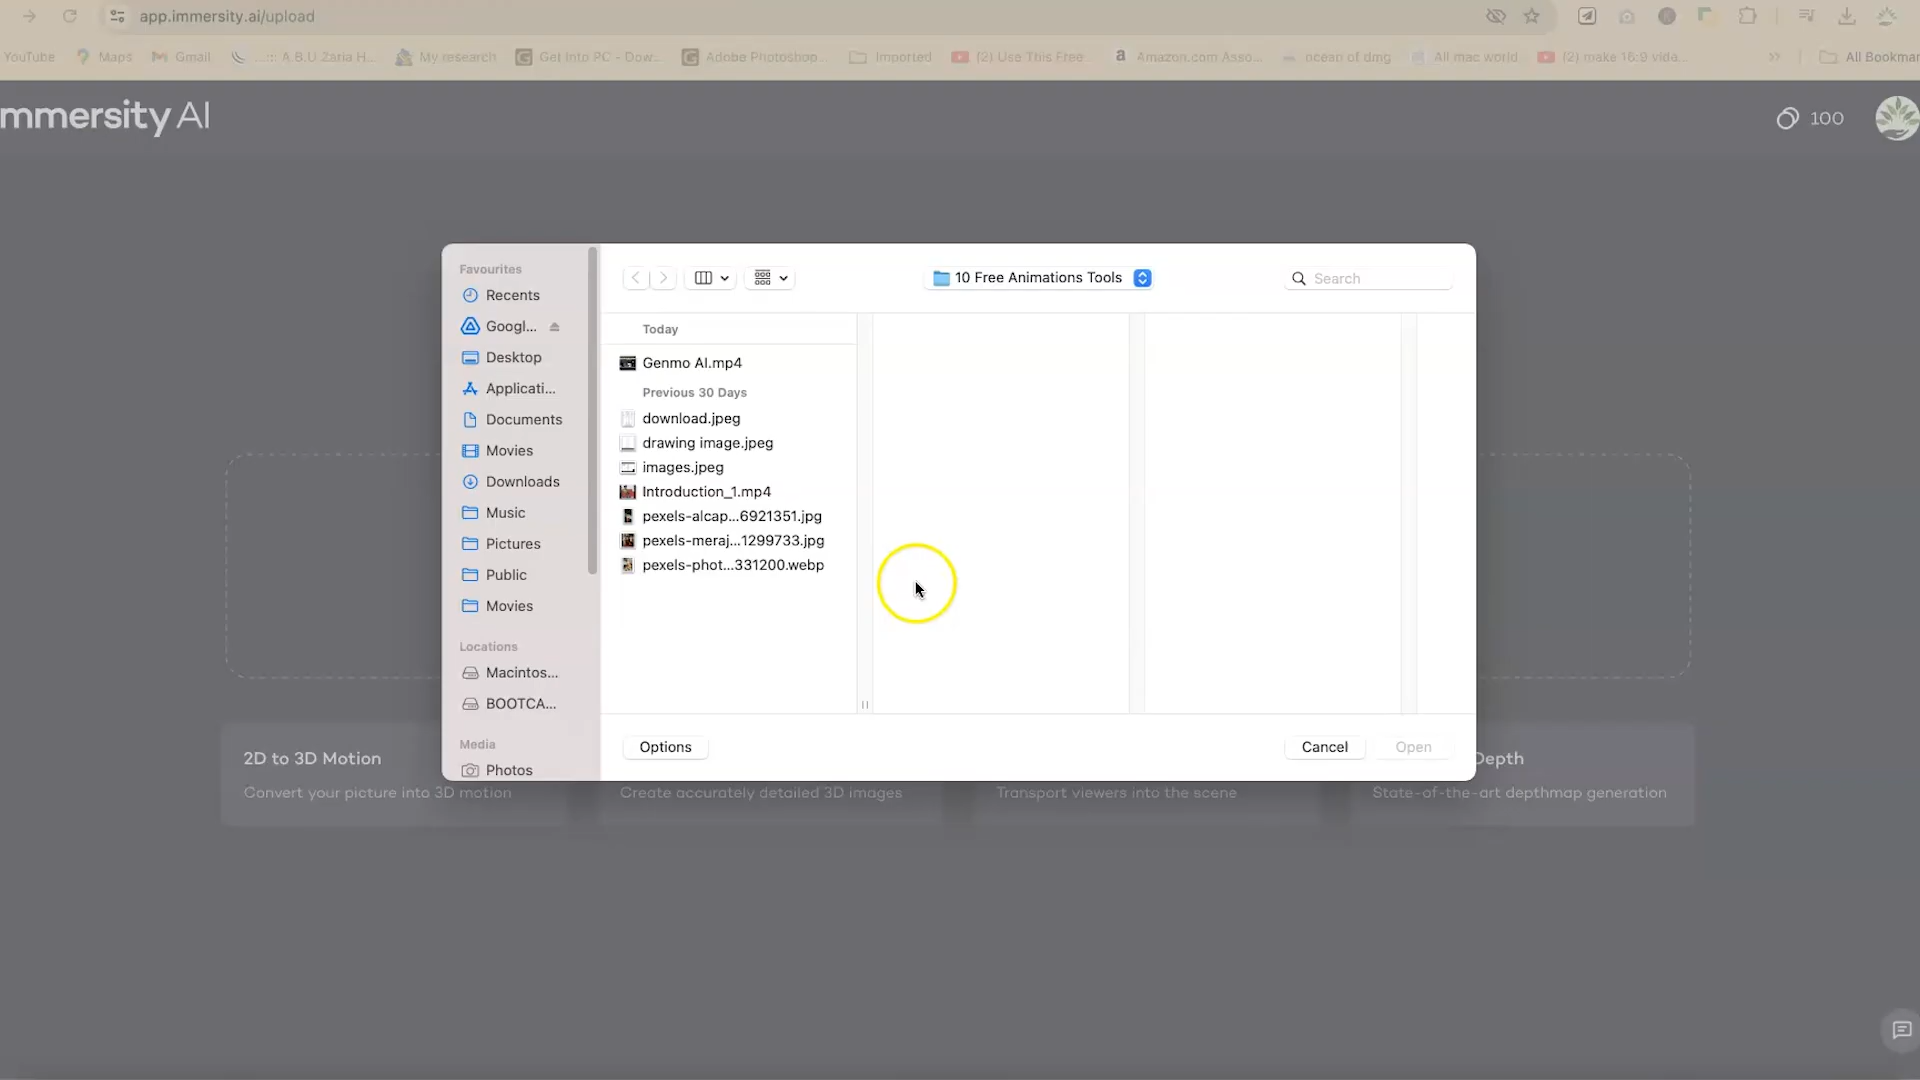 app.immersity.ai/upload
YouTube Maps Gmail ...:: A.B.U Zaria H... My research Get Into PC - Dow... Adobe Photoshop... Imported (2) Use This Free... Amazon.com Asso... ocean of dmg All mac world (2) make 16:9 vide... All Bookmar
mmersity AI
100
Favourites
Recents
Googl...
Desktop
Applicati...
Documents
Movies
Downloads
Music
Pictures
Public
Movies
Locations
Macintos...
BOOTCA...
Media
Photos
10 Free Animations Tools
Search
Today
Genmo AI.mp4
Previous 30 Days
download.jpeg
drawing image.jpeg
images.jpeg
Introduction_1.mp4
pexels-alcap...6921351.jpg
pexels-meraj...1299733.jpg
pexels-phot...331200.webp
Options
Cancel
Open
2D to 3D Motion
Convert your picture into 3D motion
Create accurately detailed 3D images
Transport viewers into the scene
Depth
State-of-the-art depthmap generation